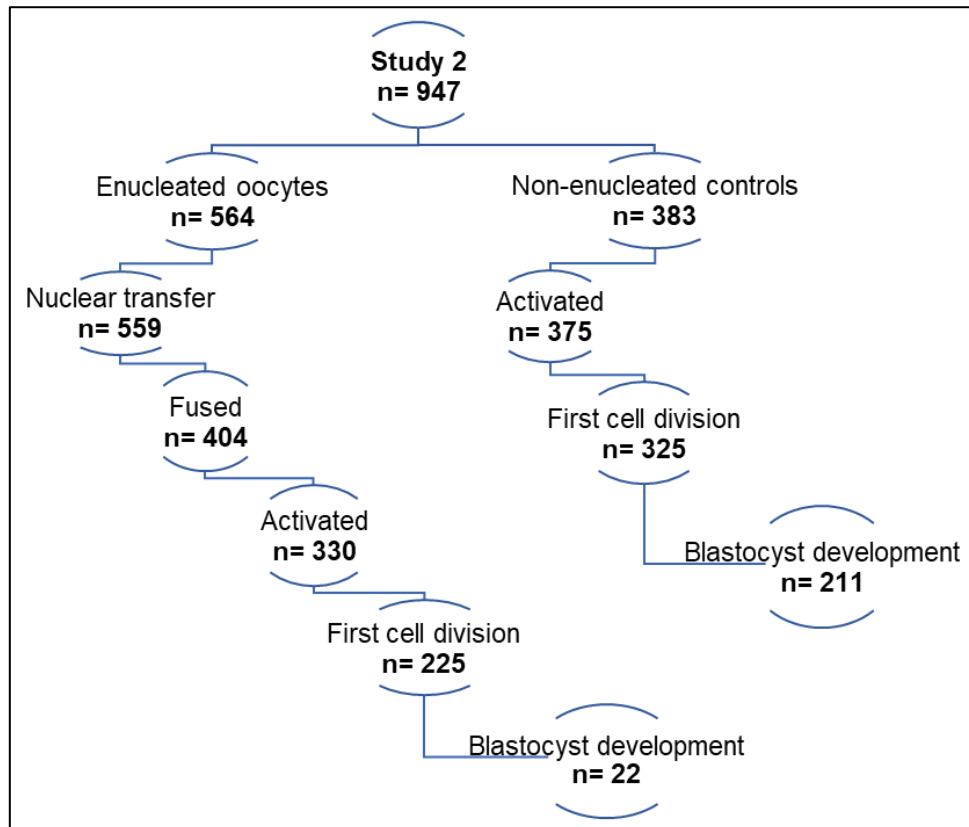 Study 2
n= 947
Enucleated oocytes
n= 564
Non-enucleated controls
n= 383
Nuclear transfer
n= 559
Activated
n= 375
Fused
n= 404
First cell division
n= 325
Activated
n= 330
Blastocyst development
n= 211
First cell division
n= 225
Blastocyst development
n= 22